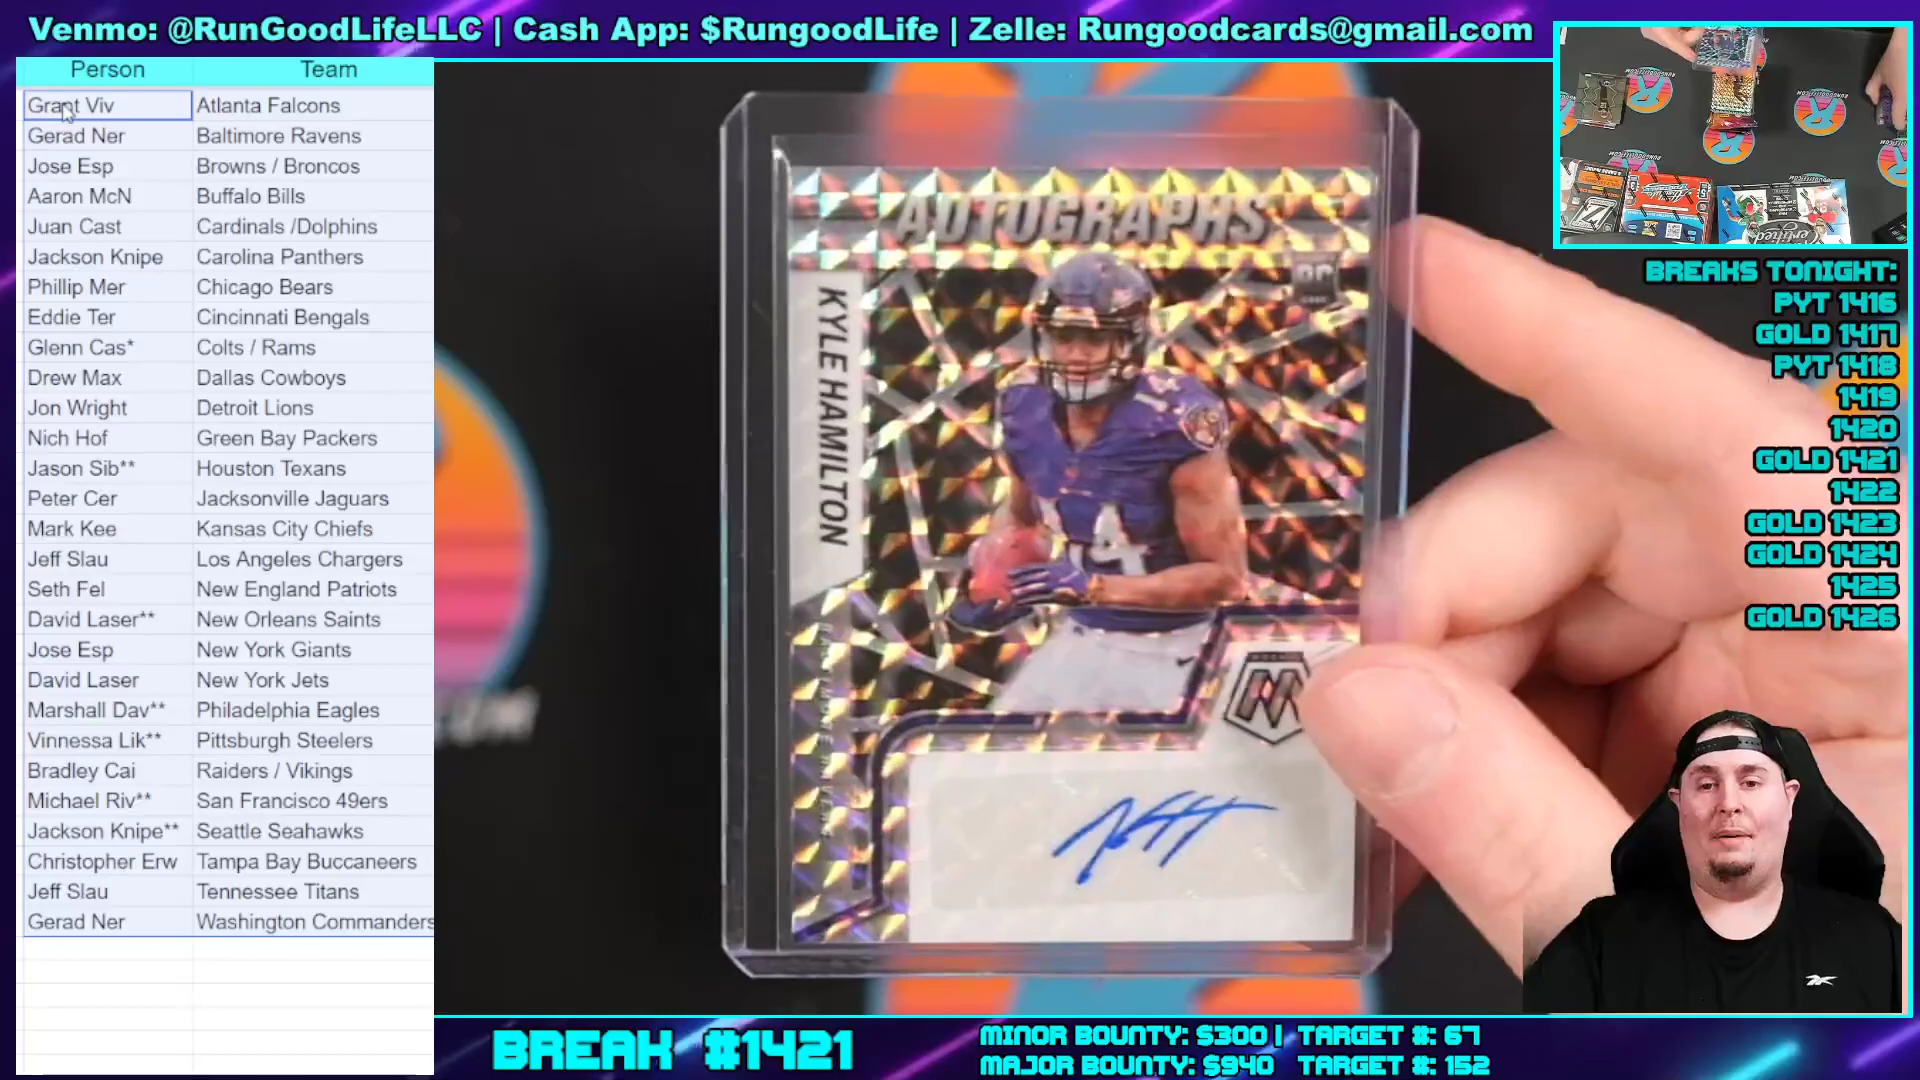 Venmo: @RunGoodLifeLLC | Cash App: $RungoodLife | Zelle: Rungoodcards@gmail.com
Person Team
Grant Viv Atlanta Falcons
Gerad Ner Baltimore Ravens
Jose Esp Browns / Broncos
Aaron McN Buffalo Bills
Juan Cast Cardinals /Dolphins
Jackson Knipe Carolina Panthers
Phillip Mer Chicago Bears
Eddie Ter Cincinnati Bengals
Glenn Cas* Colts / Rams
Drew Max Dallas Cowboys
Jon Wright Detroit Lions
Nich Hof Green Bay Packers
Jason Sib** Houston Texans
Peter Cer Jacksonville Jaguars
Mark Kee Kansas City Chiefs
Jeff Slau Los Angeles Chargers
Seth Fel New England Patriots
David Laser** New Orleans Saints
Jose Esp New York Giants
David Laser New York Jets
Marshall Dav** Philadelphia Eagles
Vinnessa Lik** Pittsburgh Steelers
Bradley Cai Raiders / Vikings
Michael Riv** San Francisco 49ers
Jackson Knipe** Seattle Seahawks
Christopher Erw Tampa Bay Buccaneers
Jeff Slau Tennessee Titans
Gerad Ner Washington Commanders
AUTOGRAPHS
RC
KYLE HAMILTON
BALTIMORE RAVENS
14
BREAKS TONIGHT:
PYT 1416
GOLD 1417
PYT 1418
1419
1420
GOLD 1421
1422
GOLD 1423
GOLD 1424
1425
GOLD 1426
BREAK #1421
MINOR BOUNTY: $300 | TARGET #: 67
MAJOR BOUNTY: $940 TARGET #: 152